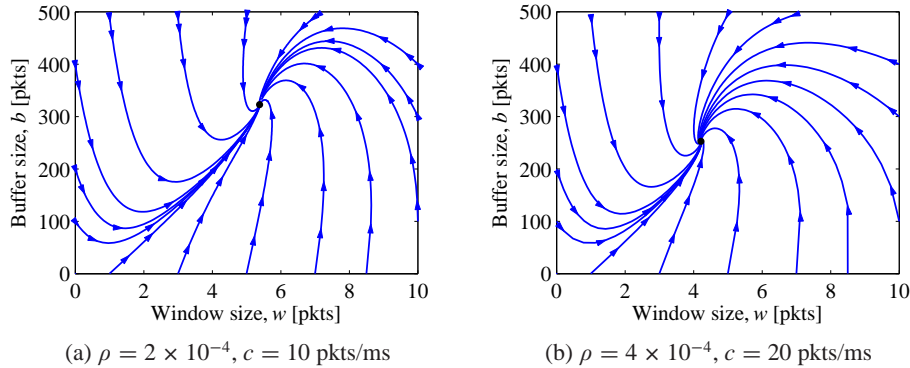 500
400
300
200
100
0
Buffer size, b [pkts]
0 2 4 6 8 10
Window size, w [pkts]
(a) ρ = 2 × 10⁻⁴, c = 10 pkts/ms
500
400
300
200
100
0
Buffer size, b [pkts]
0 2 4 6 8 10
Window size, w [pkts]
(b) ρ = 4 × 10⁻⁴, c = 20 pkts/ms